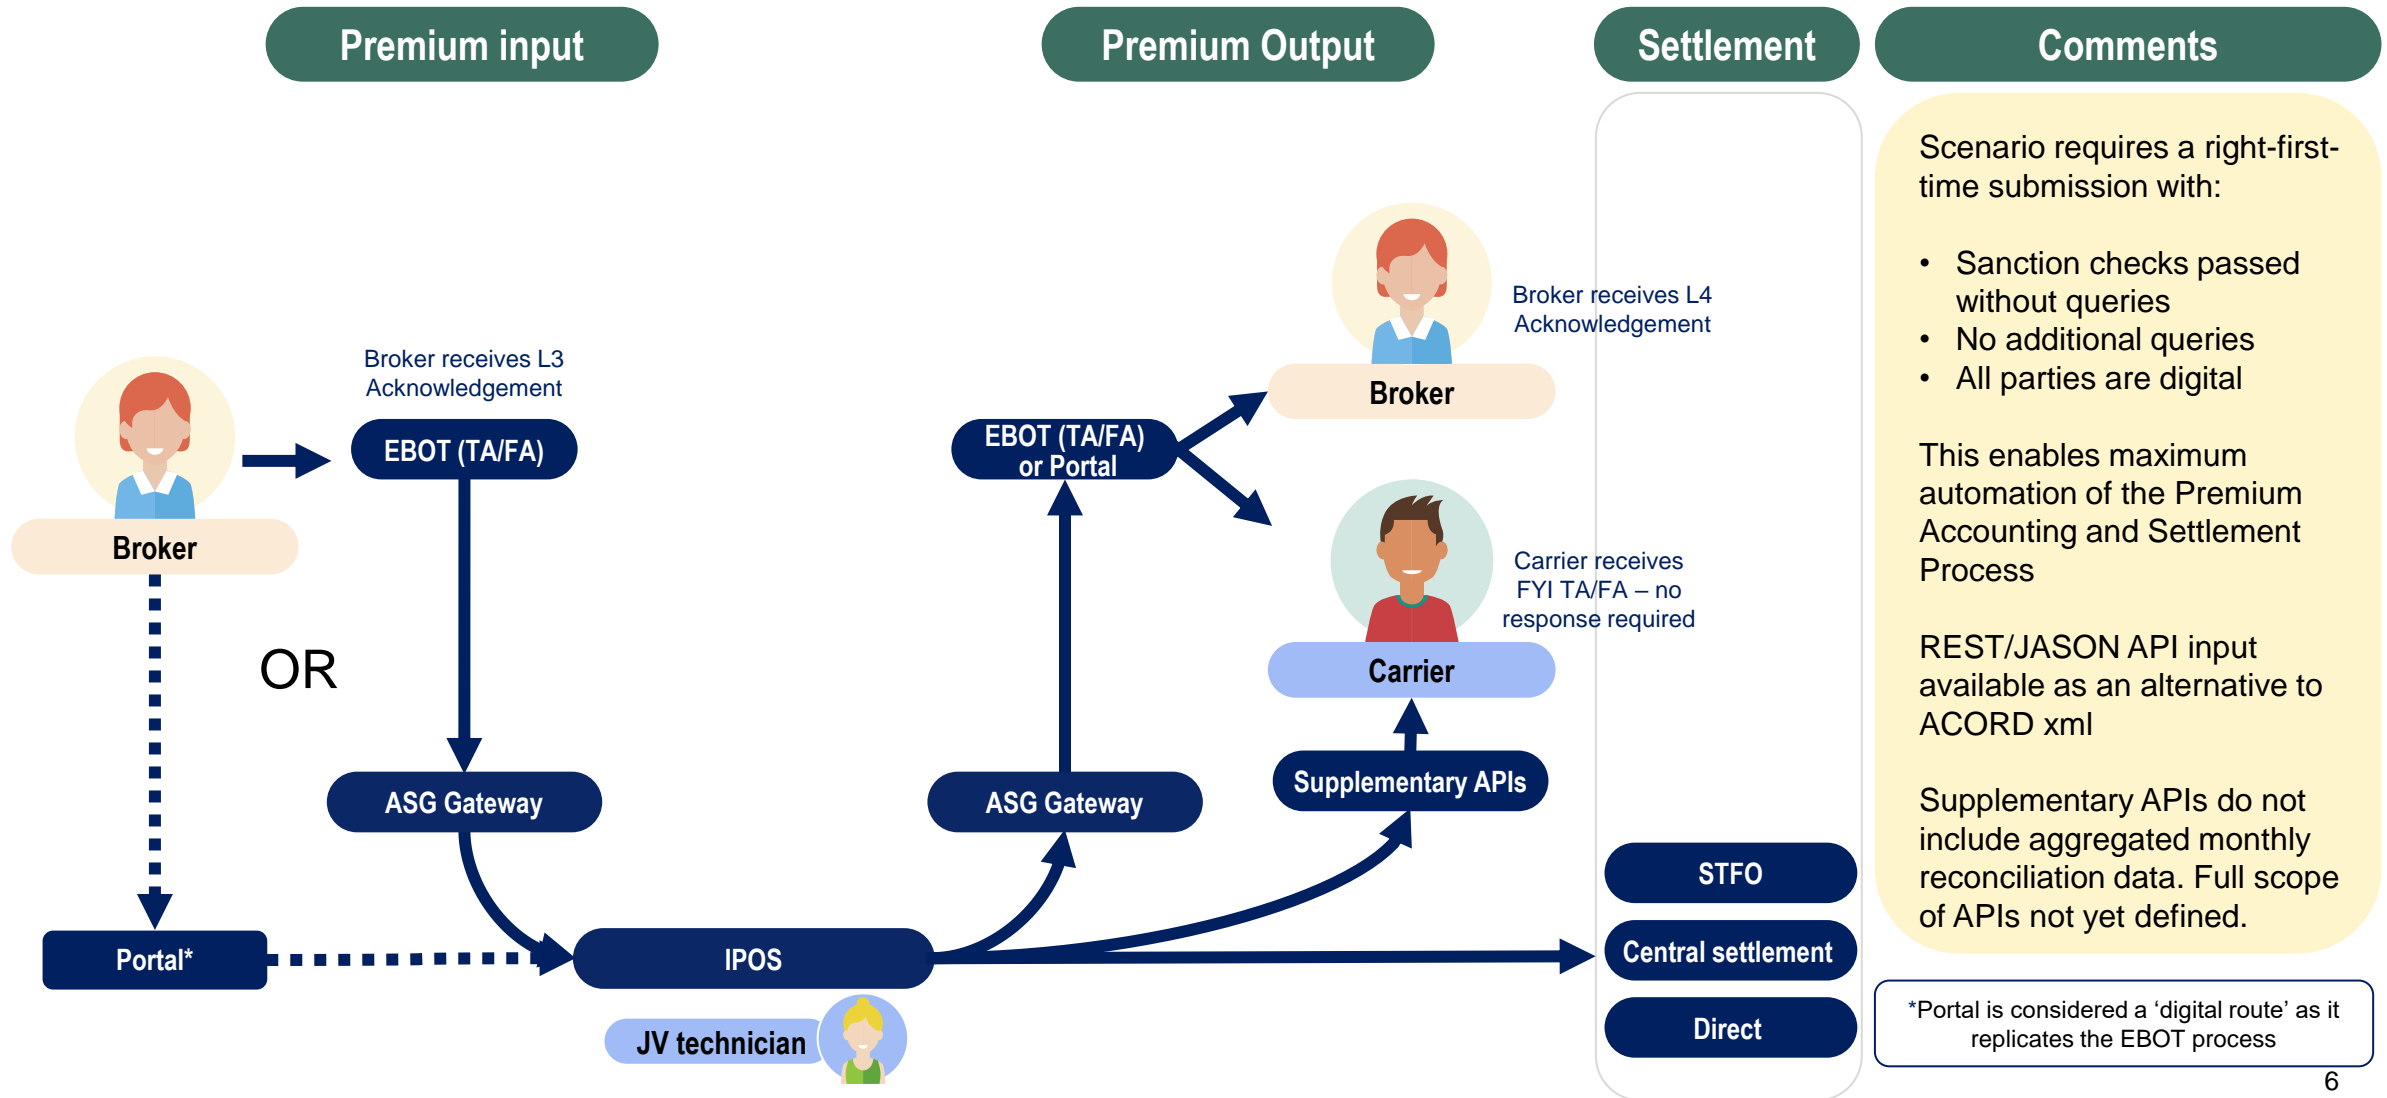 Premium input
Premium Output
Settlement
Comments
Broker receives L3
Acknowledgement
Broker
EBOT (TA/FA)
OR
ASG Gateway
Portal*
IPOS
JV technician
EBOT (TA/FA)
or Portal
ASG Gateway
Broker
Broker receives L4
Acknowledgement
Carrier receives
FYI TA/FA – no
response required
Carrier
Supplementary APIs
STFO
Central settlement
Direct
Scenario requires a right-first-
time submission with:
• Sanction checks passed
without queries
• No additional queries
• All parties are digital
This enables maximum
automation of the Premium
Accounting and Settlement
Process
REST/JASON API input
available as an alternative to
ACORD xml
Supplementary APIs do not
include aggregated monthly
reconciliation data. Full scope
of APIs not yet defined.
*Portal is considered a ‘digital route’ as it
replicates the EBOT process
6